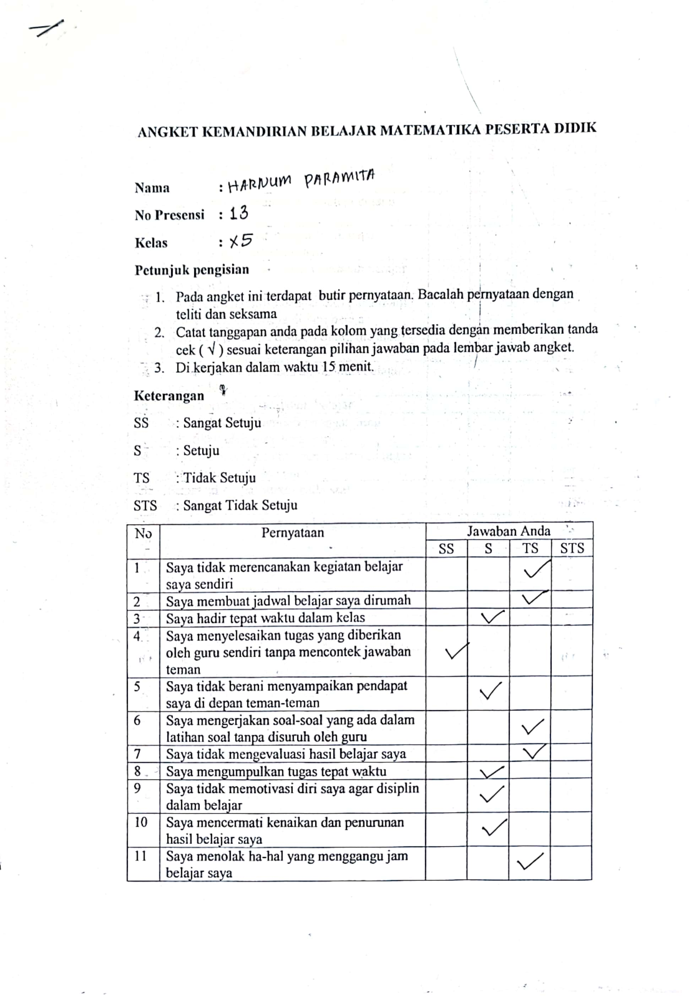 ANGKET KEMANDIRIAN BELAJAR MATEMATIKA PESERTA DIDIK
Nama : HARNUM PARAMITA
No Presensi : 13
Kelas : X5
Petunjuk pengisian
1. Pada angket ini terdapat butir pernyataan. Bacalah pernyataan dengan
teliti dan seksama
2. Catat tanggapan anda pada kolom yang tersedia dengan memberikan tanda
cek ( √ ) sesuai keterangan pilihan jawaban pada lembar jawab angket.
3. Di kerjakan dalam waktu 15 menit.
Keterangan
SS : Sangat Setuju
S : Setuju
TS : Tidak Setuju
STS : Sangat Tidak Setuju
No Pernyataan Jawaban Anda
SS S TS STS
1 Saya tidak merencanakan kegiatan belajar ✓
saya sendiri
2 Saya membuat jadwal belajar saya dirumah ✓
3 Saya hadir tepat waktu dalam kelas ✓
4 Saya menyelesaikan tugas yang diberikan
oleh guru sendiri tanpa mencontek jawaban ✓
teman
5 Saya tidak berani menyampaikan pendapat ✓
saya di depan teman-teman
6 Saya mengerjakan soal-soal yang ada dalam ✓
latihan soal tanpa disuruh oleh guru
7 Saya tidak mengevaluasi hasil belajar saya ✓
8 Saya mengumpulkan tugas tepat waktu ✓
9 Saya tidak memotivasi diri saya agar disiplin ✓
dalam belajar
10 Saya mencermati kenaikan dan penurunan ✓
hasil belajar saya
11 Saya menolak ha-hal yang menggangu jam ✓
belajar saya